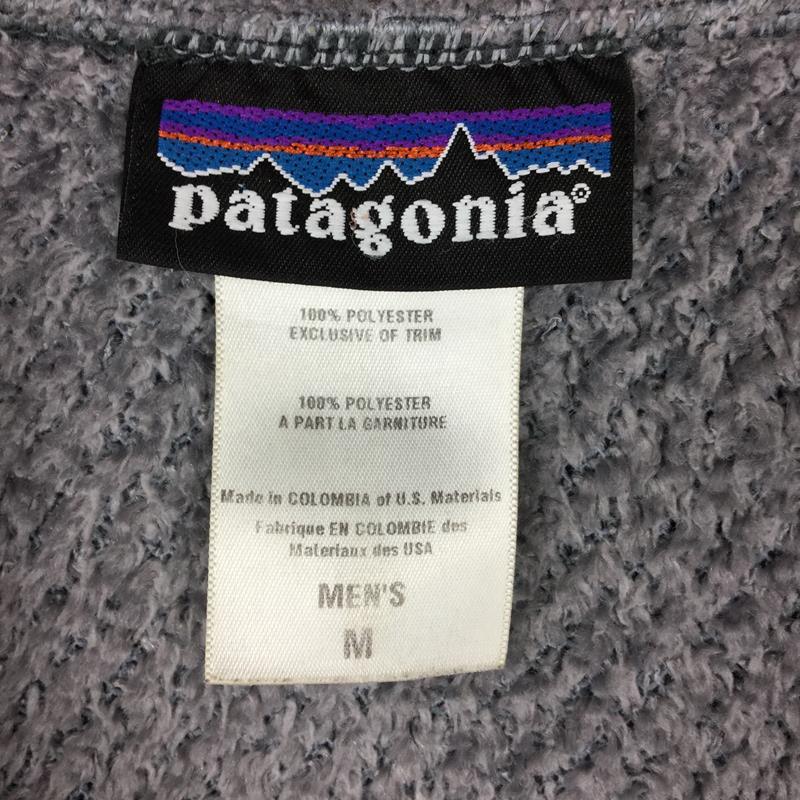 patagonia®
100% POLYESTER
EXCLUSIVE OF TRIM
100% POLYESTER
A PART LA GARNITURE
Made in COLOMBIA of U.S. Materials
Fabrique EN COLOMBIE des
Materiaux des USA
MEN'S
M